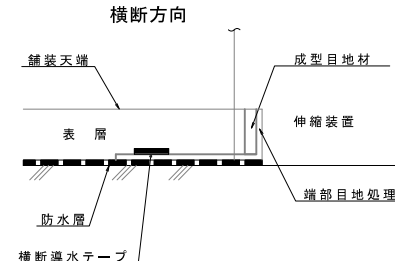 横断方向
舗装天端
成型目地材
表　層
伸縮装置
端部目地処理
防水層
横断導水テープ